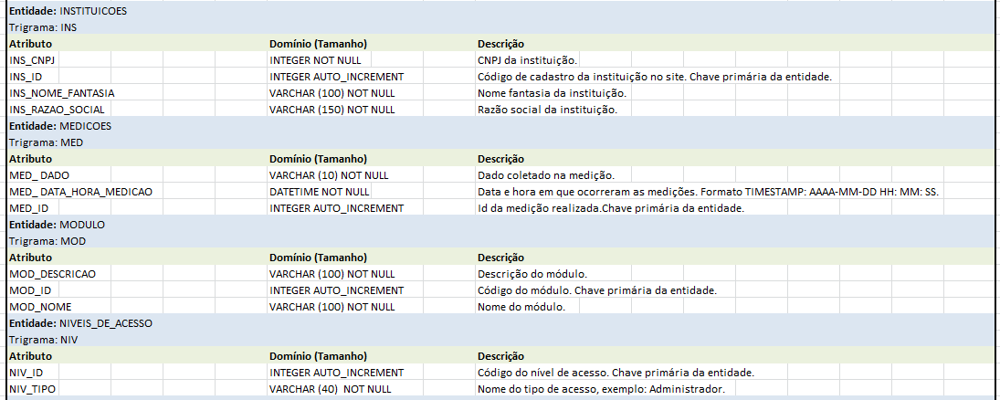 Entidade: INSTITUICOES
Trigrama: INS
Atributo Domínio (Tamanho) Descrição
INS_CNPJ INTEGER NOT NULL CNPJ da instituição.
INS_ID INTEGER AUTO_INCREMENT Código de cadastro da instituição no site. Chave primária da entidade.
INS_NOME_FANTASIA VARCHAR (100) NOT NULL Nome fantasia da instituição.
INS_RAZAO_SOCIAL VARCHAR (150) NOT NULL Razão social da instituição.
Entidade: MEDICOES
Trigrama: MED
Atributo Domínio (Tamanho) Descrição
MED_ DADO VARCHAR (10) NOT NULL Dado coletado na medição.
MED_ DATA_HORA_MEDICAO DATETIME NOT NULL Data e hora em que ocorreram as medições. Formato TIMESTAMP: AAAA-MM-DD HH: MM: SS.
MED_ID INTEGER AUTO_INCREMENT Id da medição realizada.Chave primária da entidade.
Entidade: MODULO
Trigrama: MOD
Atributo Domínio (Tamanho) Descrição
MOD_DESCRICAO VARCHAR (100) NOT NULL Descrição do módulo.
MOD_ID INTEGER AUTO_INCREMENT Código do módulo. Chave primária da entidade.
MOD_NOME VARCHAR (100) NOT NULL Nome do módulo.
Entidade: NIVEIS_DE_ACESSO
Trigrama: NIV
Atributo Domínio (Tamanho) Descrição
NIV_ID INTEGER AUTO_INCREMENT Código do nível de acesso. Chave primária da entidade.
NIV_TIPO VARCHAR (40) NOT NULL Nome do tipo de acesso, exemplo: Administrador.